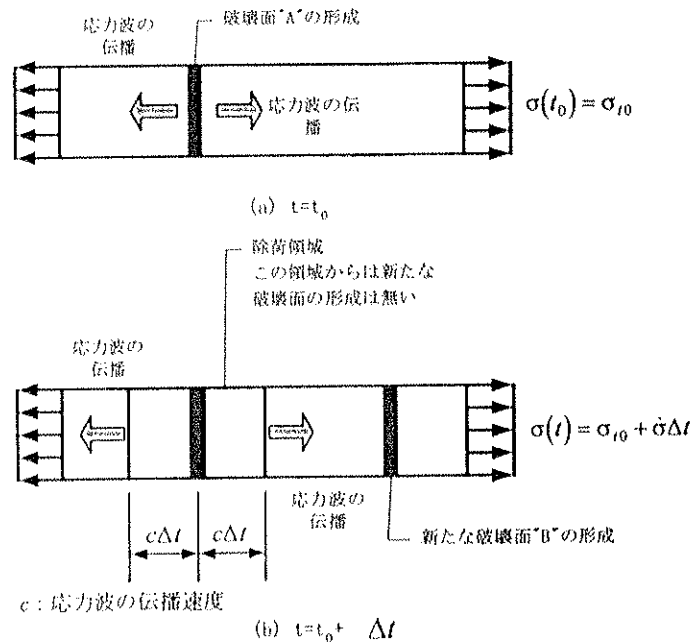 応力波の
伝播
破壊面"A"の形成
応力波の伝
播
σ(t₀) = σ_{t0}
(a) t=t₀
除荷領域
この領域からは新たな
破壊面の形成は無い
応力波の
伝播
σ(t) = σ_{t0} + σ̇Δt
応力波の
伝播
cΔt
cΔt
新たな破壊面"B"の形成
c : 応力波の伝播速度
(b) t=t₀+ Δt